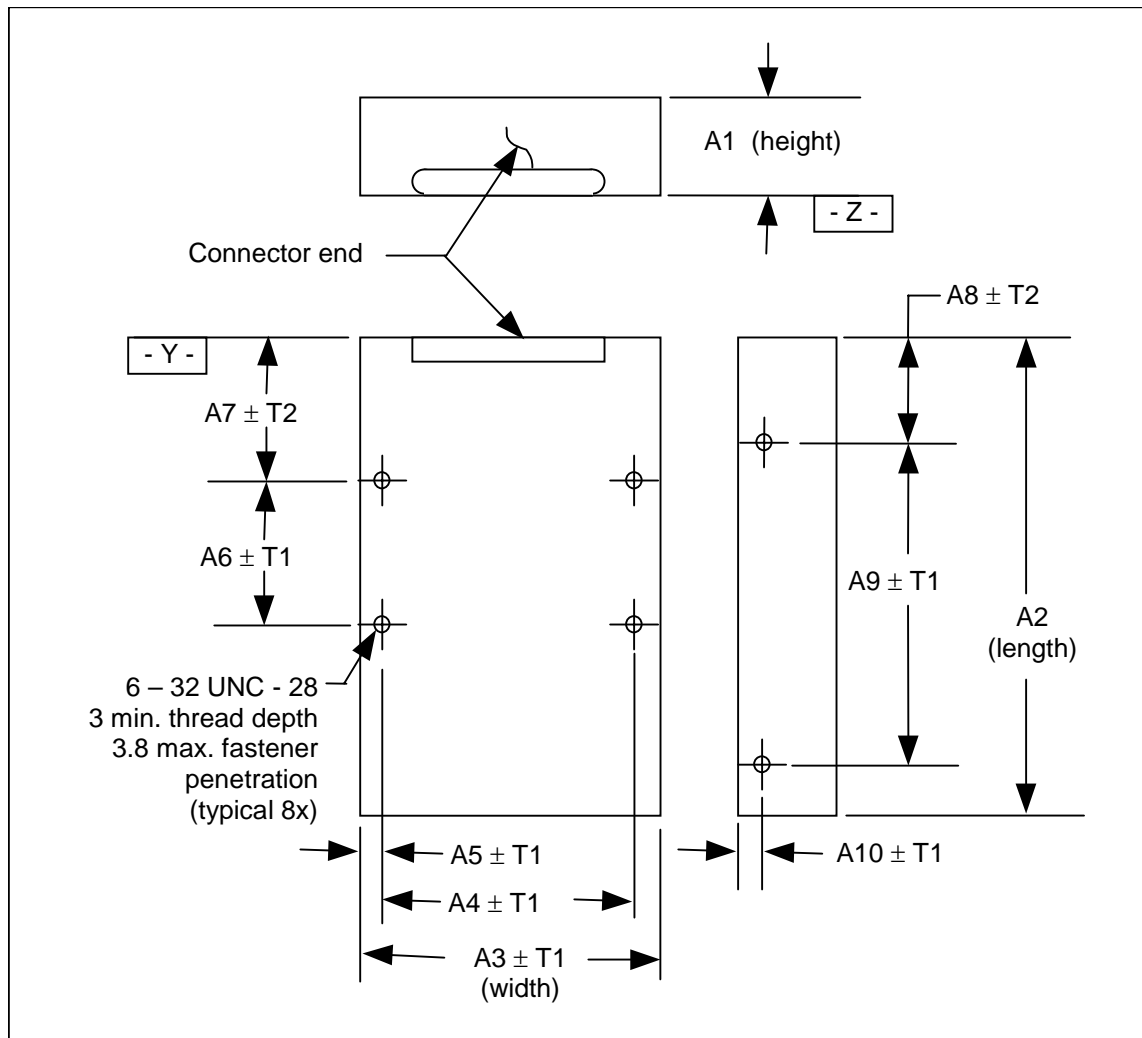 A1 (height)
- Z -
Connector end
A8 ± T2
- Y -
A7 ± T2
A6 ± T1
A9 ± T1
A2
(length)
6 – 32 UNC - 28
3 min. thread depth
3.8 max. fastener
penetration
(typical 8x)
A5 ± T1
A10 ± T1
A4 ± T1
A3 ± T1
(width)